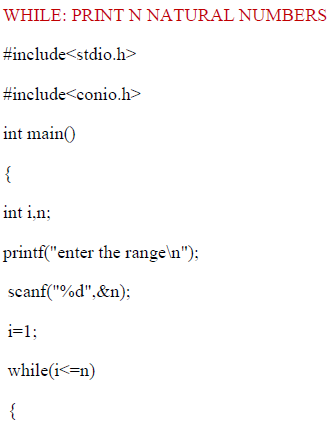 WHILE: PRINT N NATURAL NUMBERS
#include<stdio.h>
#include<conio.h>
int main()
{
int i,n;
printf("enter the range\n");
scanf("%d",&n);
i=1;
while(i<=n)
{